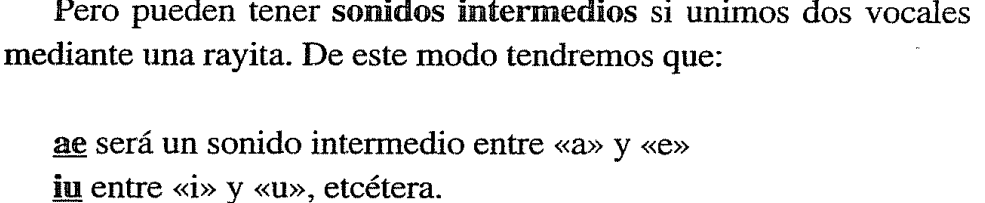 Pero pueden tener sonidos intermedios si unimos dos vocales
mediante una rayita. De este modo tendremos que:
ae será un sonido intermedio entre «a» y «e»
iu entre «i» y «u», etcétera.